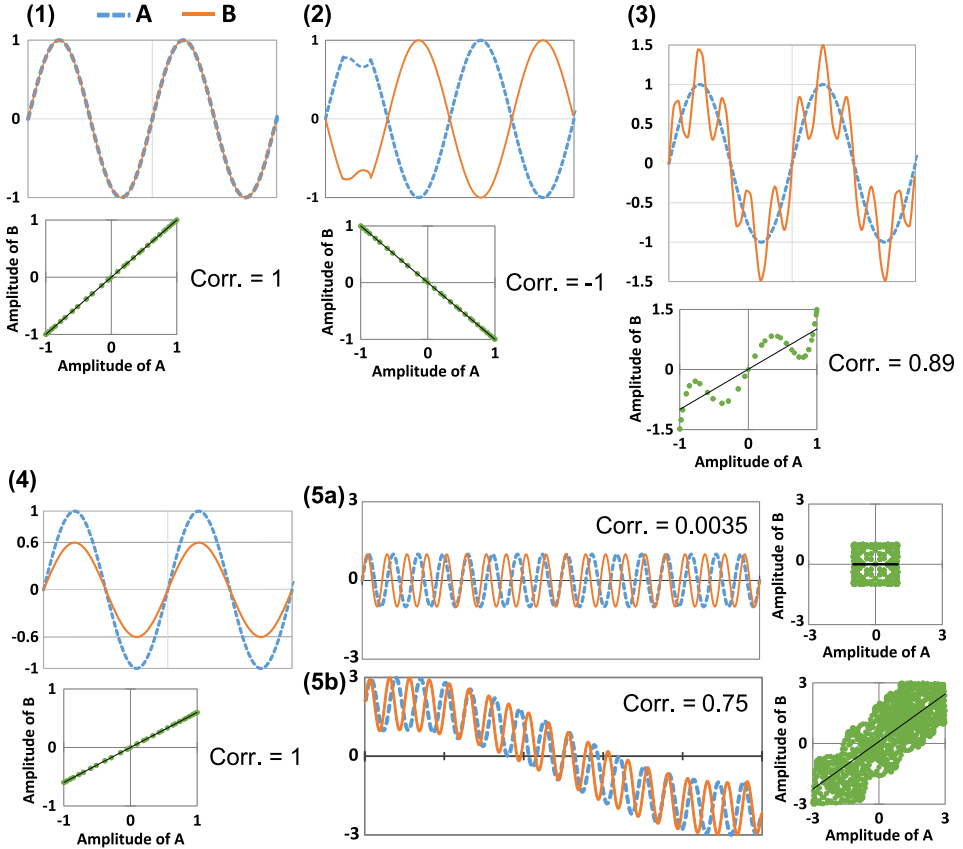 (1) A B
1
0
-1
Amplitude of B
1
0
-1
-1 0 1
Amplitude of A
Corr. = 1
(2)
1
0
-1
Amplitude of B
1
0
-1
-1 0 1
Amplitude of A
Corr. = -1
(3)
1.5
1
0.5
0
-0.5
-1
-1.5
Amplitude of B
1.5
0
-1.5
-1 0 1
Amplitude of A
Corr. = 0.89
(4)
1
0.6
0
-0.6
-1
Amplitude of B
1
0
-1
-1 0 1
Amplitude of A
Corr. = 1
(5a)
3
0
-3
Corr. = 0.0035
Amplitude of B
3
0
-3
-3 0 3
Amplitude of A
(5b)
3
0
-3
Corr. = 0.75
Amplitude of B
3
0
-3
-3 0 3
Amplitude of A